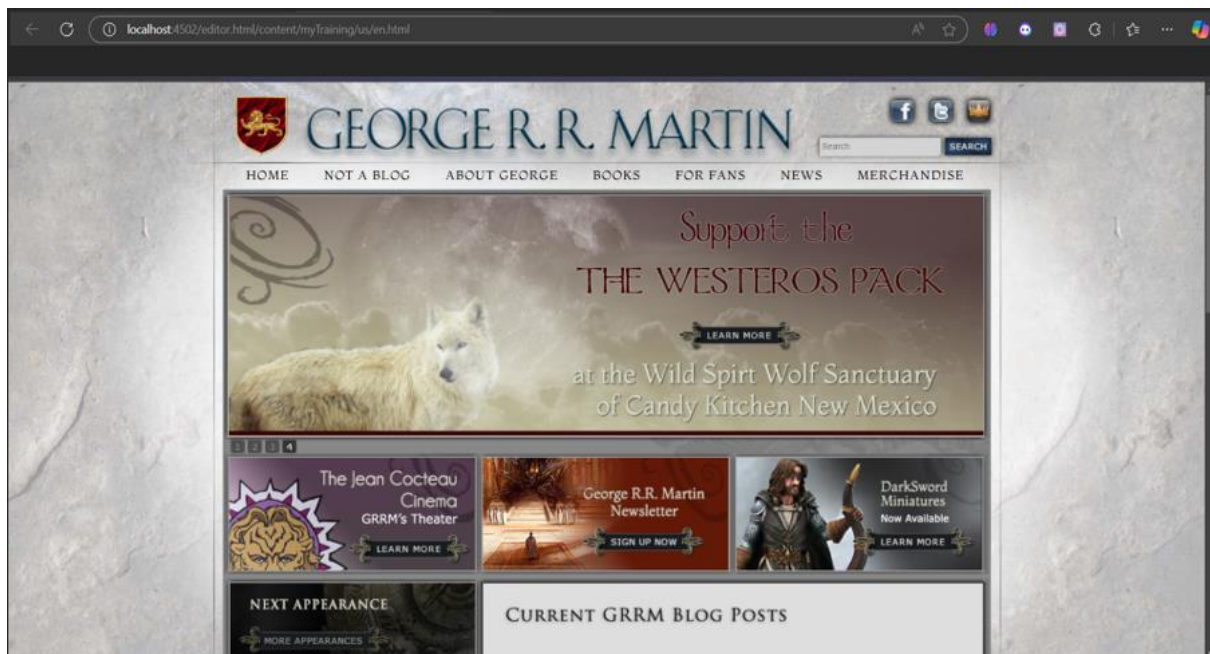 localhost:4502/editor.html/content/myTraining/us/en.html
GEORGE R. R. MARTIN
Search
SEARCH
HOME NOT A BLOG ABOUT GEORGE BOOKS FOR FANS NEWS MERCHANDISE
Support the
THE WESTEROS PACK
LEARN MORE
at the Wild Spirt Wolf Sanctuary
of Candy Kitchen New Mexico
1 2 3 4
The Jean Cocteau
Cinema
GRRM's Theater
LEARN MORE
George R.R. Martin
Newsletter
SIGN UP NOW
DarkSword
Miniatures
Now Available
LEARN MORE
NEXT APPEARANCE
MORE APPEARANCES
CURRENT GRRM BLOG POSTS